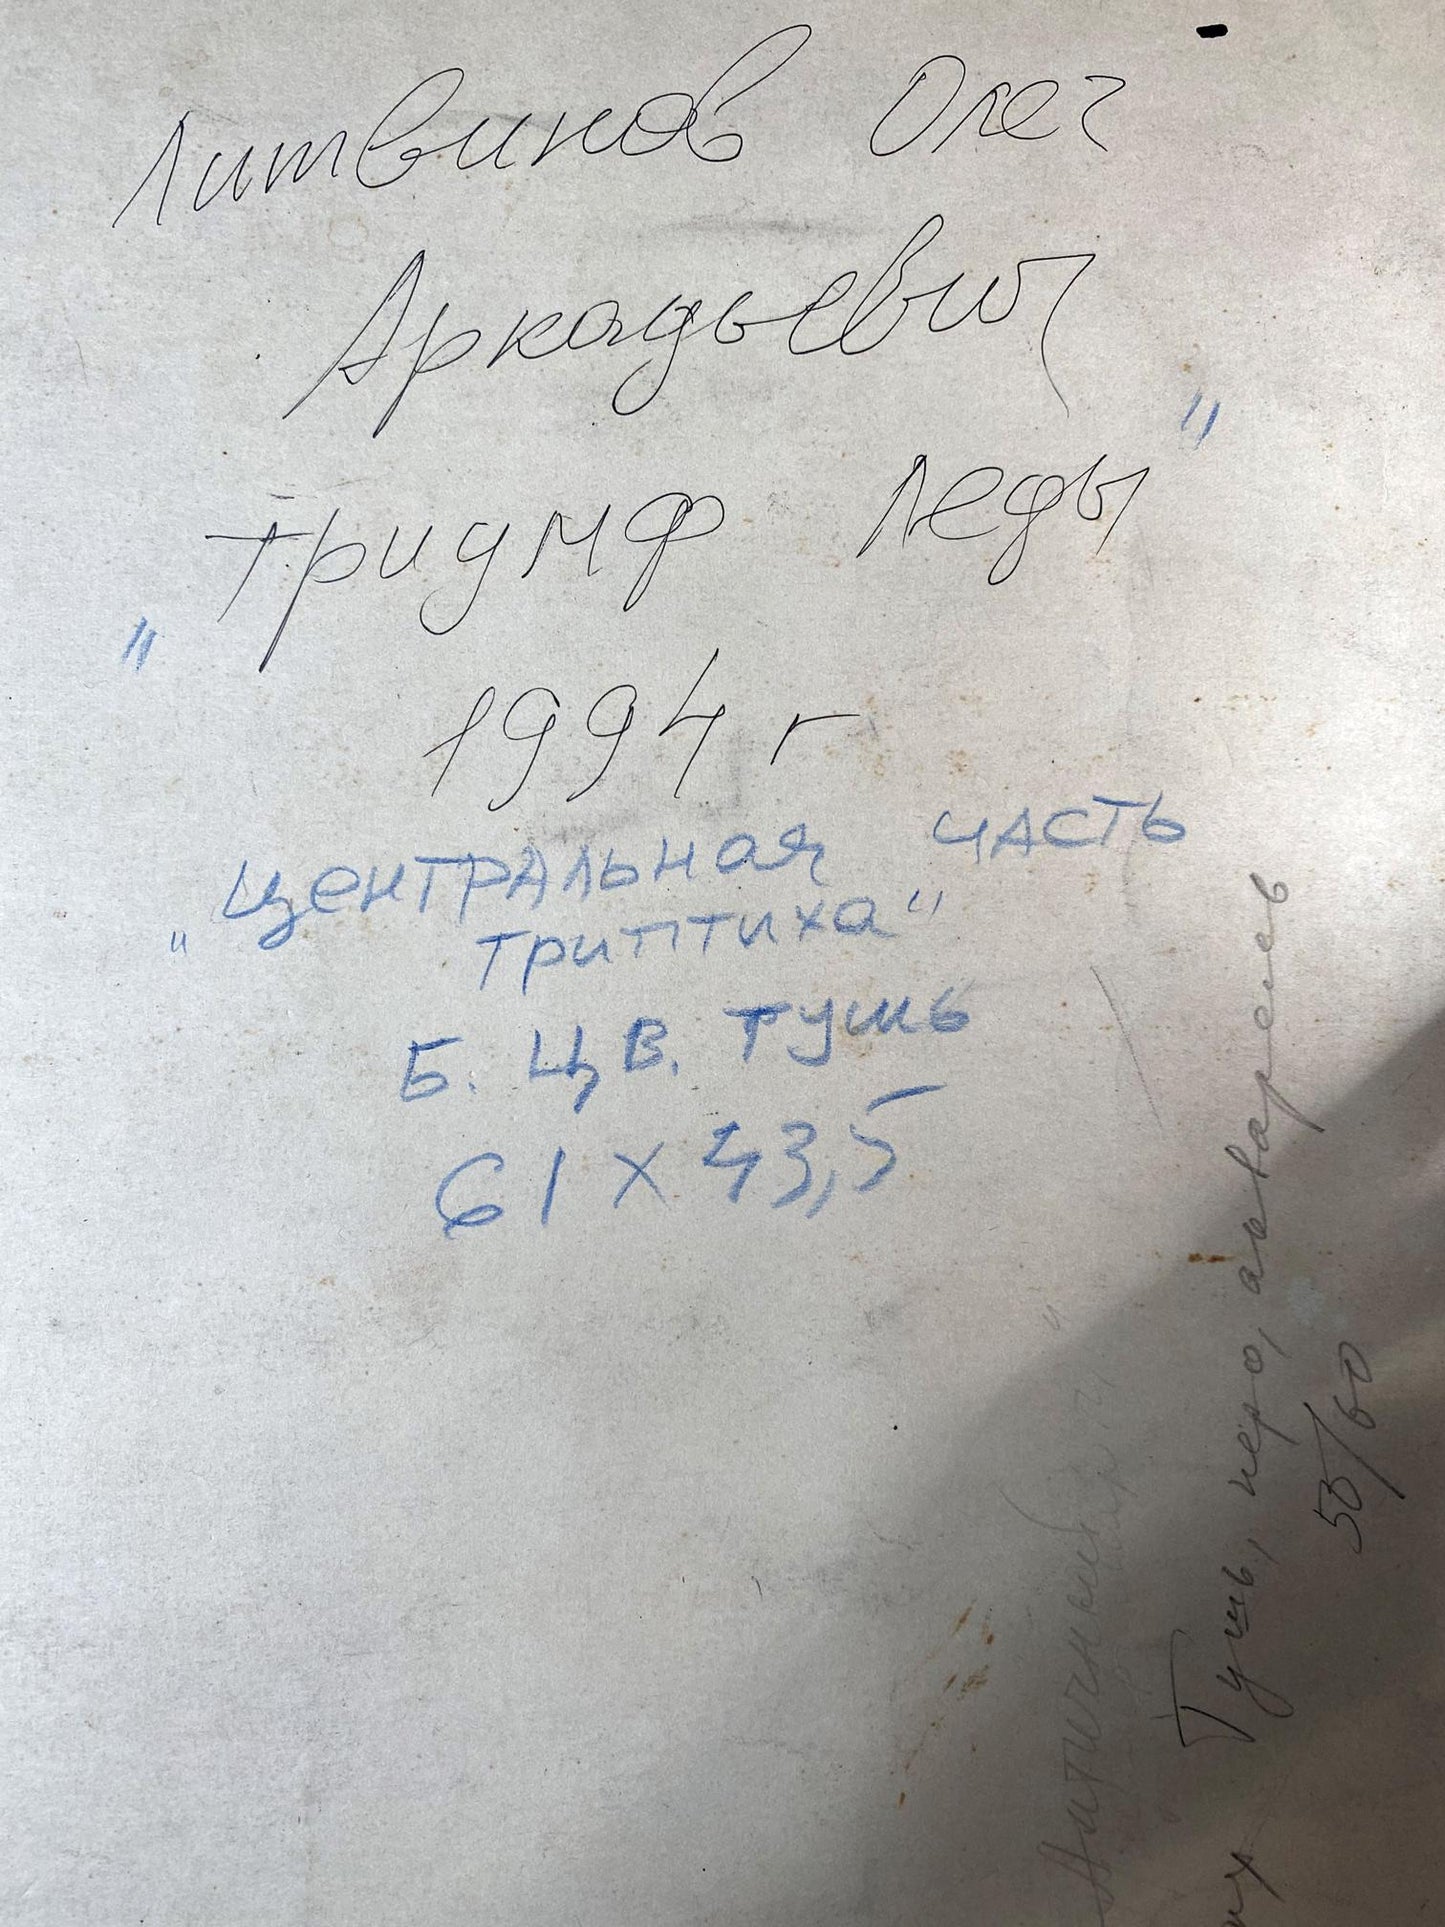 Литвинов Олег
Аркадьевич
"Триумф Леды"
1994 г
"Центральная часть
триптиха"
Б. ЦВ. тушь
61 x 43,5
Античный
Тушь, перо, акварель
50/60